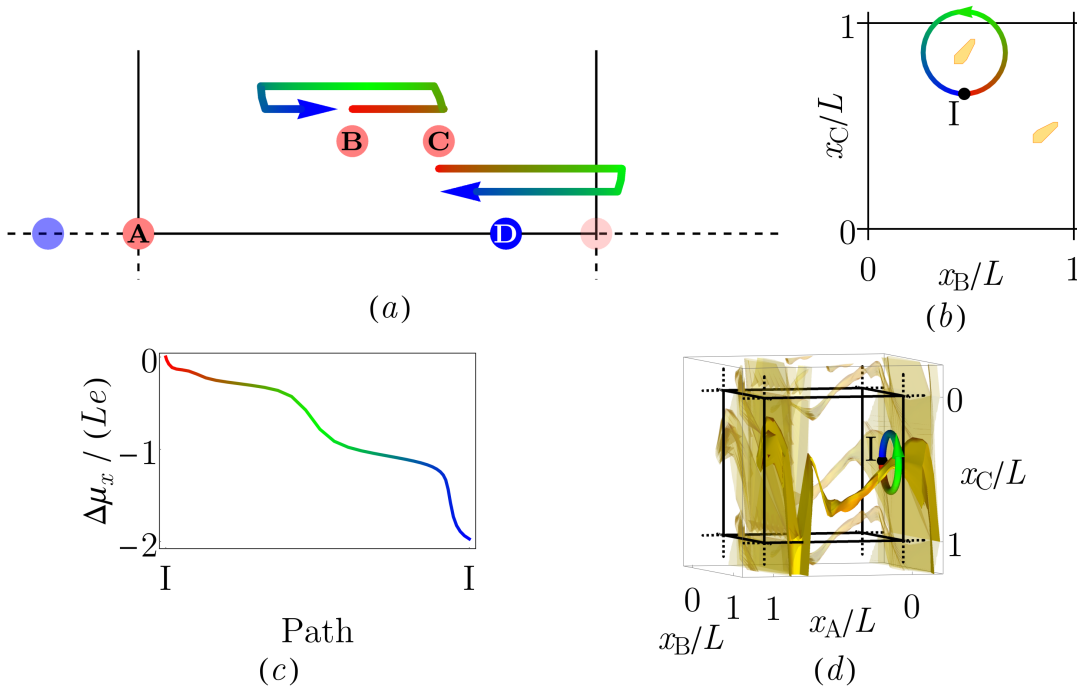 B
C
A
D
(a)
1
x_C/L
I
0
0
x_B/L
1
(b)
0
Δμ_x / (Le)
−1
−2
I
I
Path
(c)
0
I
x_C/L
1
0
1
1
0
x_B/L
x_A/L
(d)